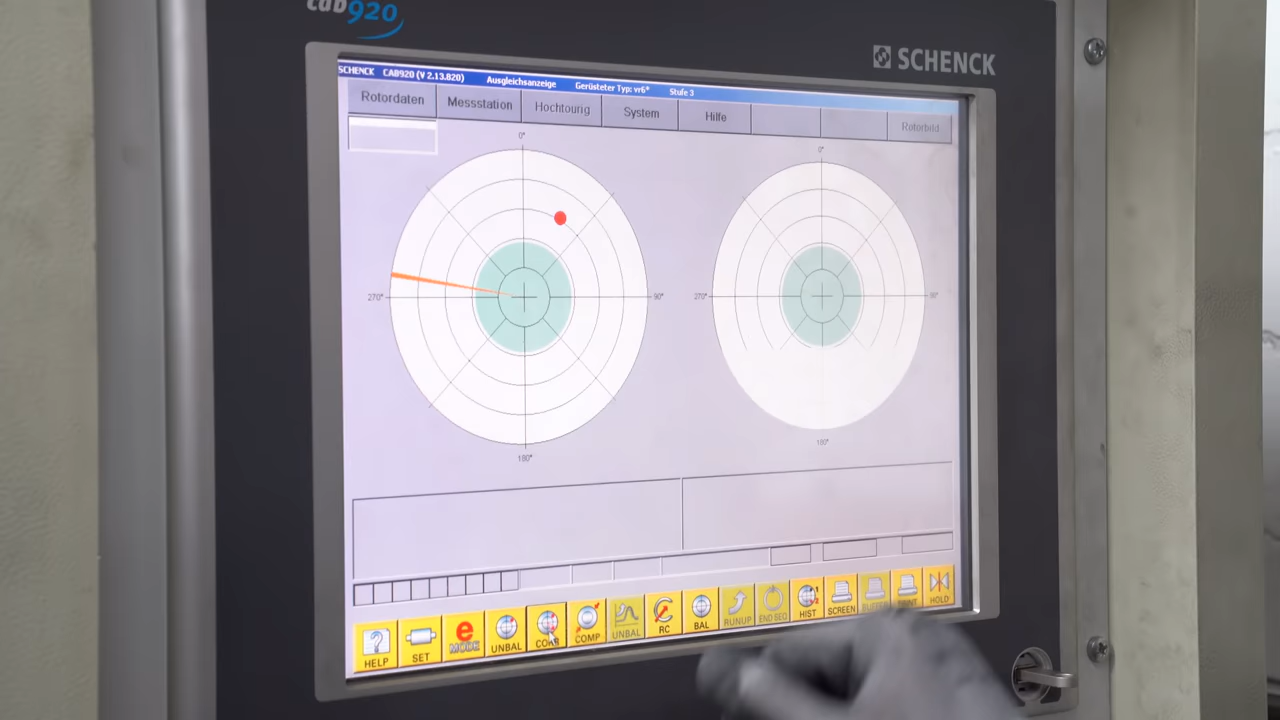 cab920
SCHENCK
SCHENCK CAB920 (V 2.13.820) Ausgleichsanzeige Gerüsteter Typ: vr6* Stufe 3
Rotordaten Messstation Hochtourig System Hilfe Rotorbild
0° 0°
270° 90° 270° 90°
180° 180°
HELP SET e MODE UNBAL CORR COMP UNBAL RC BAL RUNUP END SEQ HIST SCREEN PRINT HOLD